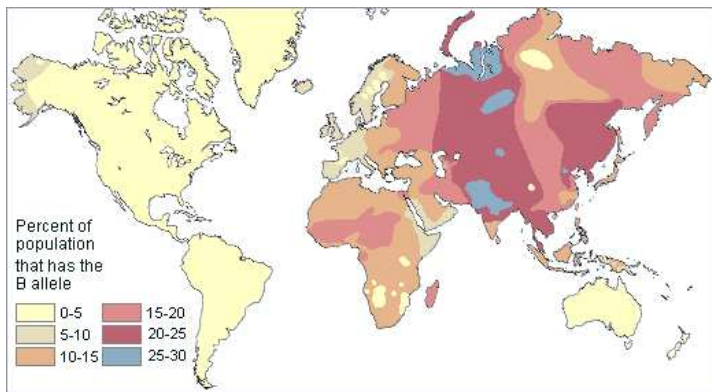 Percent of
population
that has the
B allele
0-5
15-20
5-10
20-25
10-15
25-30